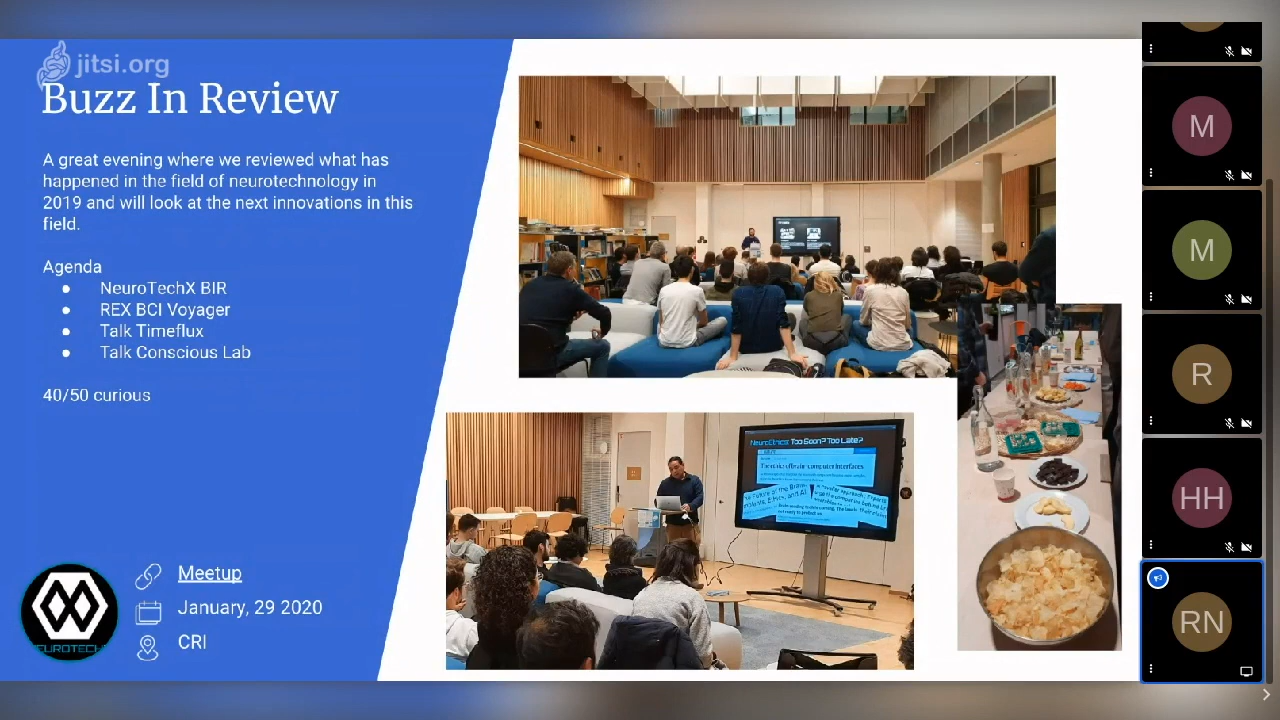 jitsi.org
Buzz In Review
A great evening where we reviewed what has
happened in the field of neurotechnology in
2019 and will look at the next innovations in this
field.
Agenda
NeuroTechX BIR
REX BCI Voyager
Talk Timeflux
Talk Conscious Lab
40/50 curious
Meetup
January, 29 2020
CRI
NeuroEthics: Too Soon? Too Late?
M
M
R
HH
RN